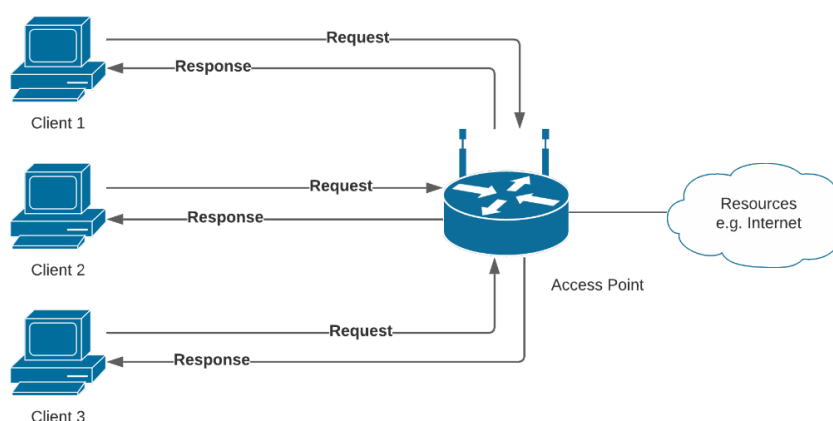 Request
Response
Client 1
Request
Response
Client 2
Resources
e.g. Internet
Access Point
Request
Response
Client 3